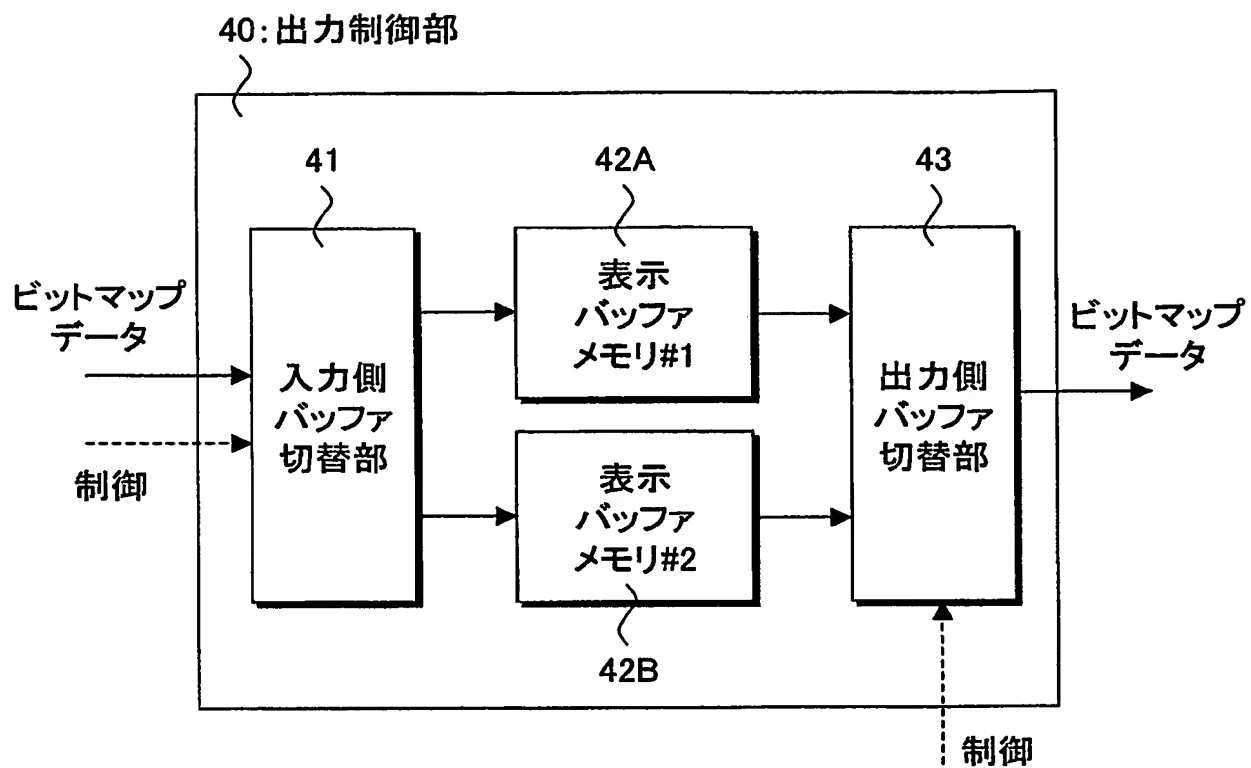 40:出力制御部
41
42A
43
ビットマップ
データ
制御
入力側
バッファ
切替部
表示
バッファ
メモリ#1
表示
バッファ
メモリ#2
42B
出力側
バッファ
切替部
ビットマップ
データ
制御